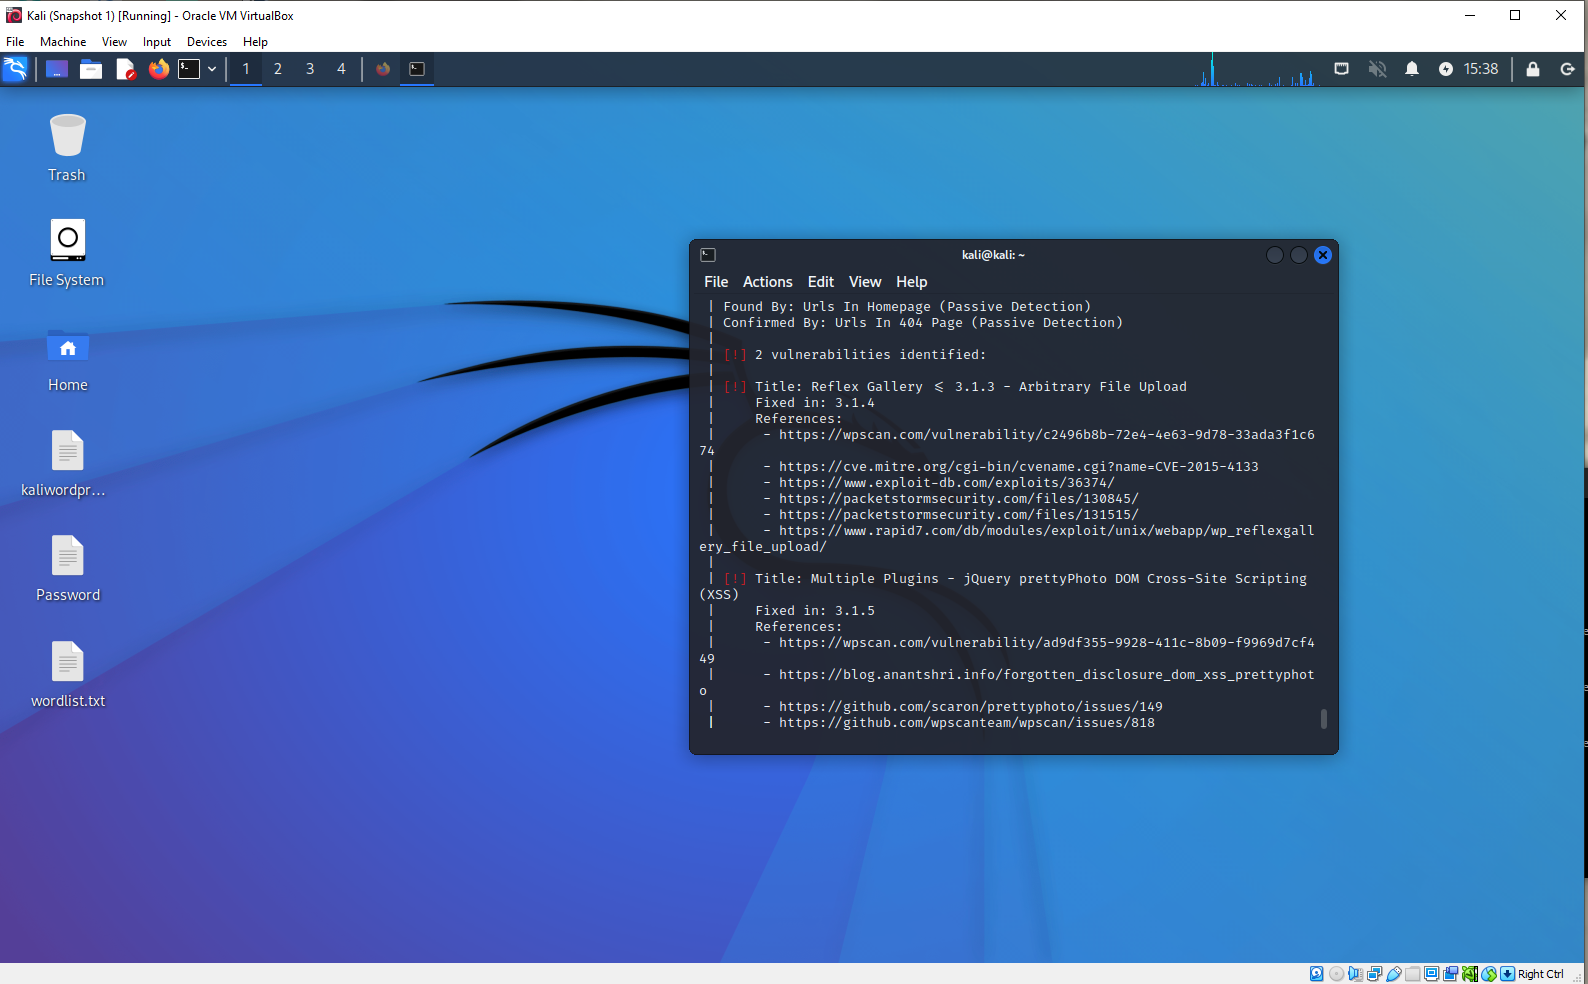 Kali (Snapshot 1) [Running] - Oracle VM VirtualBox
File Machine View Input Devices Help
1 2 3 4 15:38
Trash
File System
Home
kaliwordpr...
Password
wordlist.txt
kali@kali: ~
File Actions Edit View Help
| Found By: Urls In Homepage (Passive Detection)
| Confirmed By: Urls In 404 Page (Passive Detection)
|
| [!] 2 vulnerabilities identified:
|
| [!] Title: Reflex Gallery ≤ 3.1.3 - Arbitrary File Upload
|     Fixed in: 3.1.4
|     References:
|      - https://wpscan.com/vulnerability/c2496b8b-72e4-4e63-9d78-33ada3f1c6
74
|      - https://cve.mitre.org/cgi-bin/cvename.cgi?name=CVE-2015-4133
|      - https://www.exploit-db.com/exploits/36374/
|      - https://packetstormsecurity.com/files/130845/
|      - https://packetstormsecurity.com/files/131515/
|      - https://www.rapid7.com/db/modules/exploit/unix/webapp/wp_reflexgall
ery_file_upload/
|
| [!] Title: Multiple Plugins - jQuery prettyPhoto DOM Cross-Site Scripting
(XSS)
|     Fixed in: 3.1.5
|     References:
|      - https://wpscan.com/vulnerability/ad9df355-9928-411c-8b09-f9969d7cf4
49
|      - https://blog.anantshri.info/forgotten_disclosure_dom_xss_prettyphot
o
|      - https://github.com/scaron/prettyphoto/issues/149
|      - https://github.com/wpscanteam/wpscan/issues/818
Right Ctrl